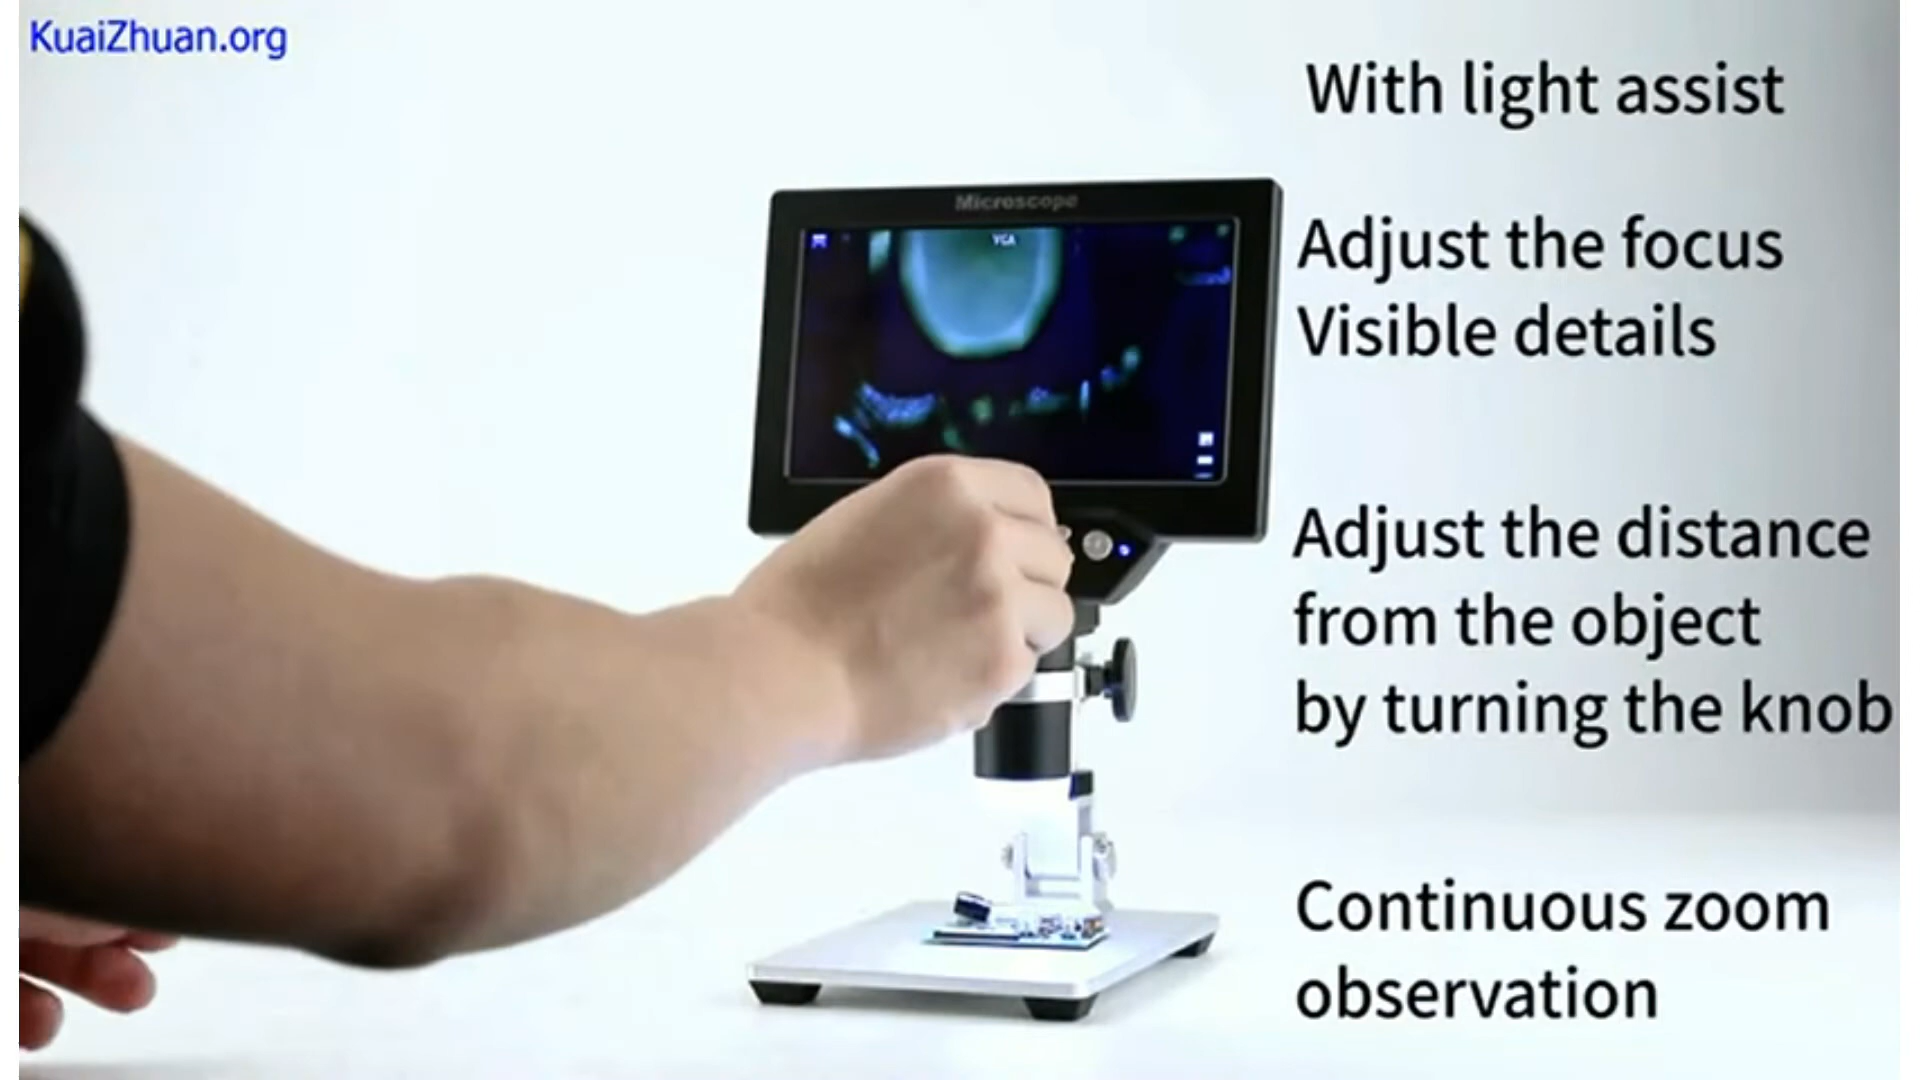 KuaiZhuan.org
With light assist
Microscope
VGA
Adjust the focus
Visible details
Adjust the distance
from the object
by turning the knob
Continuous zoom
observation